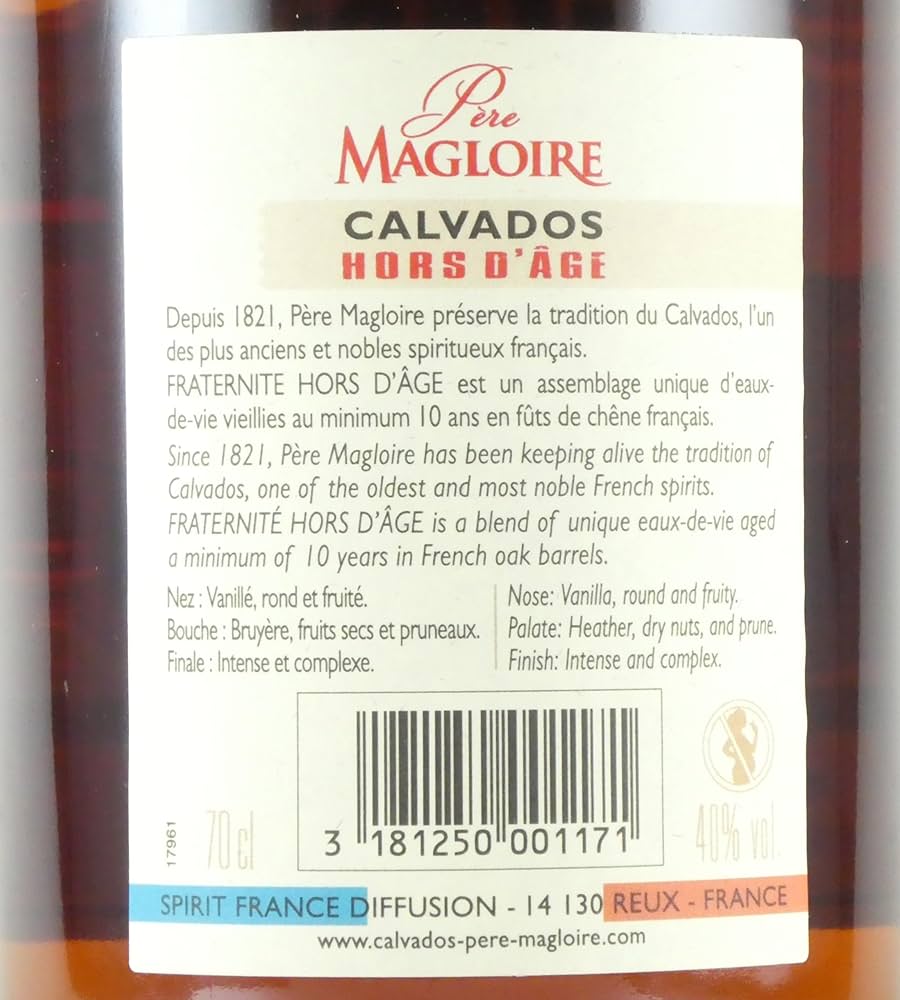 Père
MAGLOIRE
CALVADOS
HORS D'ÂGE
Depuis 1821, Père Magloire préserve la tradition du Calvados, l'un
des plus anciens et nobles spiritueux français.
FRATERNITE HORS D'ÂGE est un assemblage unique d'eaux-
de-vie vieillies au minimum 10 ans en fûts de chêne français.
Since 1821, Père Magloire has been keeping alive the tradition of
Calvados, one of the oldest and most noble French spirits.
FRATERNITÉ HORS D'ÂGE is a blend of unique eaux-de-vie aged
a minimum of 10 years in French oak barrels.
Nez : Vanillé, rond et fruité.
Bouche : Bruyère, fruits secs et pruneaux.
Finale : Intense et complexe.
Nose: Vanilla, round and fruity.
Palate: Heather, dry nuts, and prune.
Finish: Intense and complex.
17961
70 cl
3 181250 001171
40% vol.
SPIRIT FRANCE DIFFUSION - 14 130 REUX - FRANCE
www.calvados-pere-magloire.com